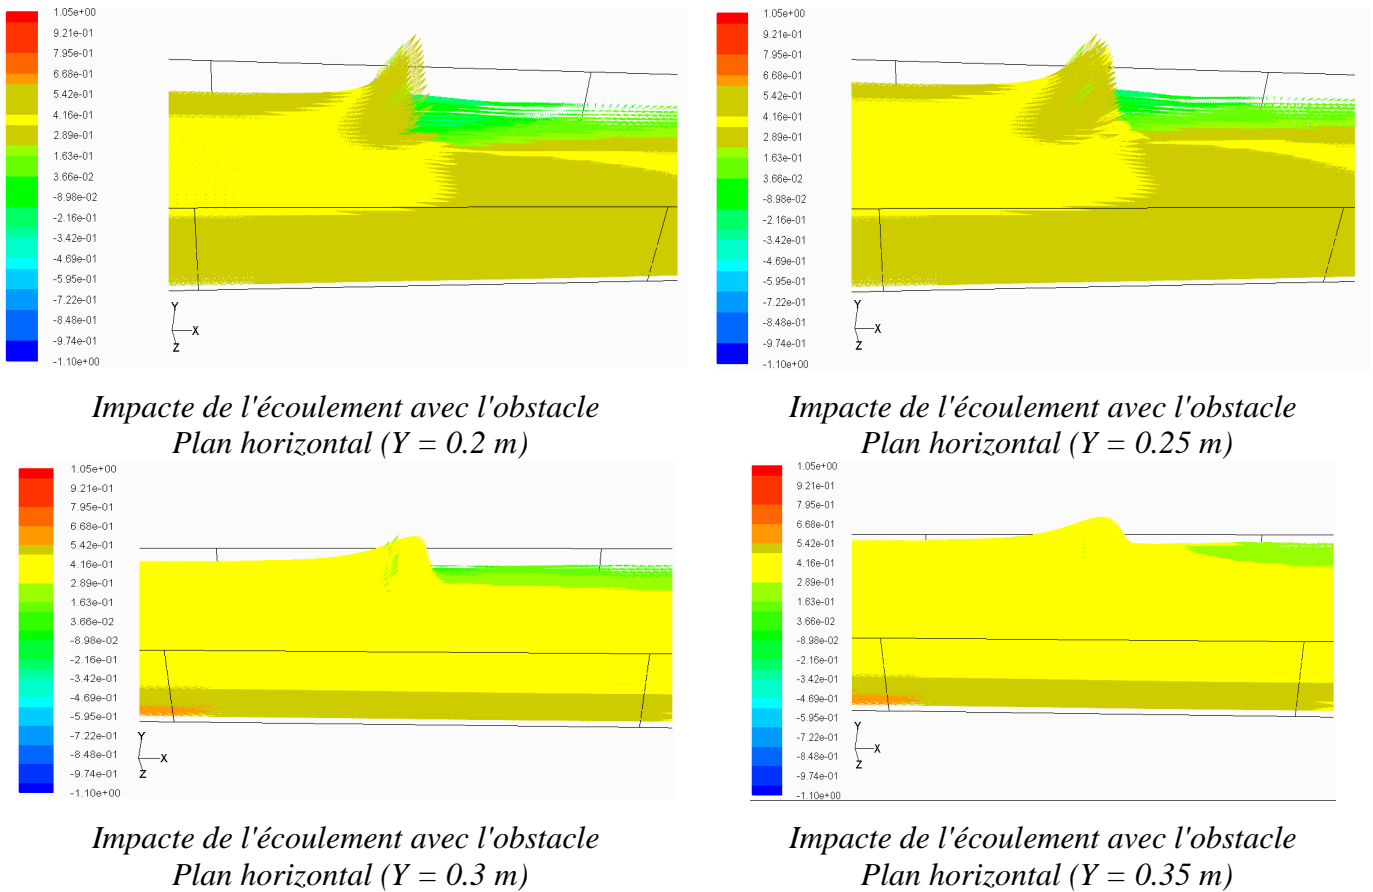 1.05e+00
9.21e-01
7.95e-01
6.68e-01
5.42e-01
4.16e-01
2.89e-01
1.63e-01
3.66e-02
-8.98e-02
-2.16e-01
-3.42e-01
-4.69e-01
-5.95e-01
-7.22e-01
-8.48e-01
-9.74e-01
-1.10e+00
Y
X
Z
Impacte de l'écoulement avec l'obstacle
Plan horizontal (Y = 0.2 m)
1.05e+00
9.21e-01
7.95e-01
6.68e-01
5.42e-01
4.16e-01
2.89e-01
1.63e-01
3.66e-02
-8.98e-02
-2.16e-01
-3.42e-01
-4.69e-01
-5.95e-01
-7.22e-01
-8.48e-01
-9.74e-01
-1.10e+00
Y
X
Z
Impacte de l'écoulement avec l'obstacle
Plan horizontal (Y = 0.25 m)
1.05e+00
9.21e-01
7.95e-01
6.68e-01
5.42e-01
4.16e-01
2.89e-01
1.63e-01
3.66e-02
-8.98e-02
-2.16e-01
-3.42e-01
-4.69e-01
-5.95e-01
-7.22e-01
-8.48e-01
-9.74e-01
-1.10e+00
Y
X
Z
Impacte de l'écoulement avec l'obstacle
Plan horizontal (Y = 0.3 m)
1.05e+00
9.21e-01
7.95e-01
6.68e-01
5.42e-01
4.16e-01
2.89e-01
1.63e-01
3.66e-02
-8.98e-02
-2.16e-01
-3.42e-01
-4.69e-01
-5.95e-01
-7.22e-01
-8.48e-01
-9.74e-01
-1.10e+00
Y
X
Z
Impacte de l'écoulement avec l'obstacle
Plan horizontal (Y = 0.35 m)